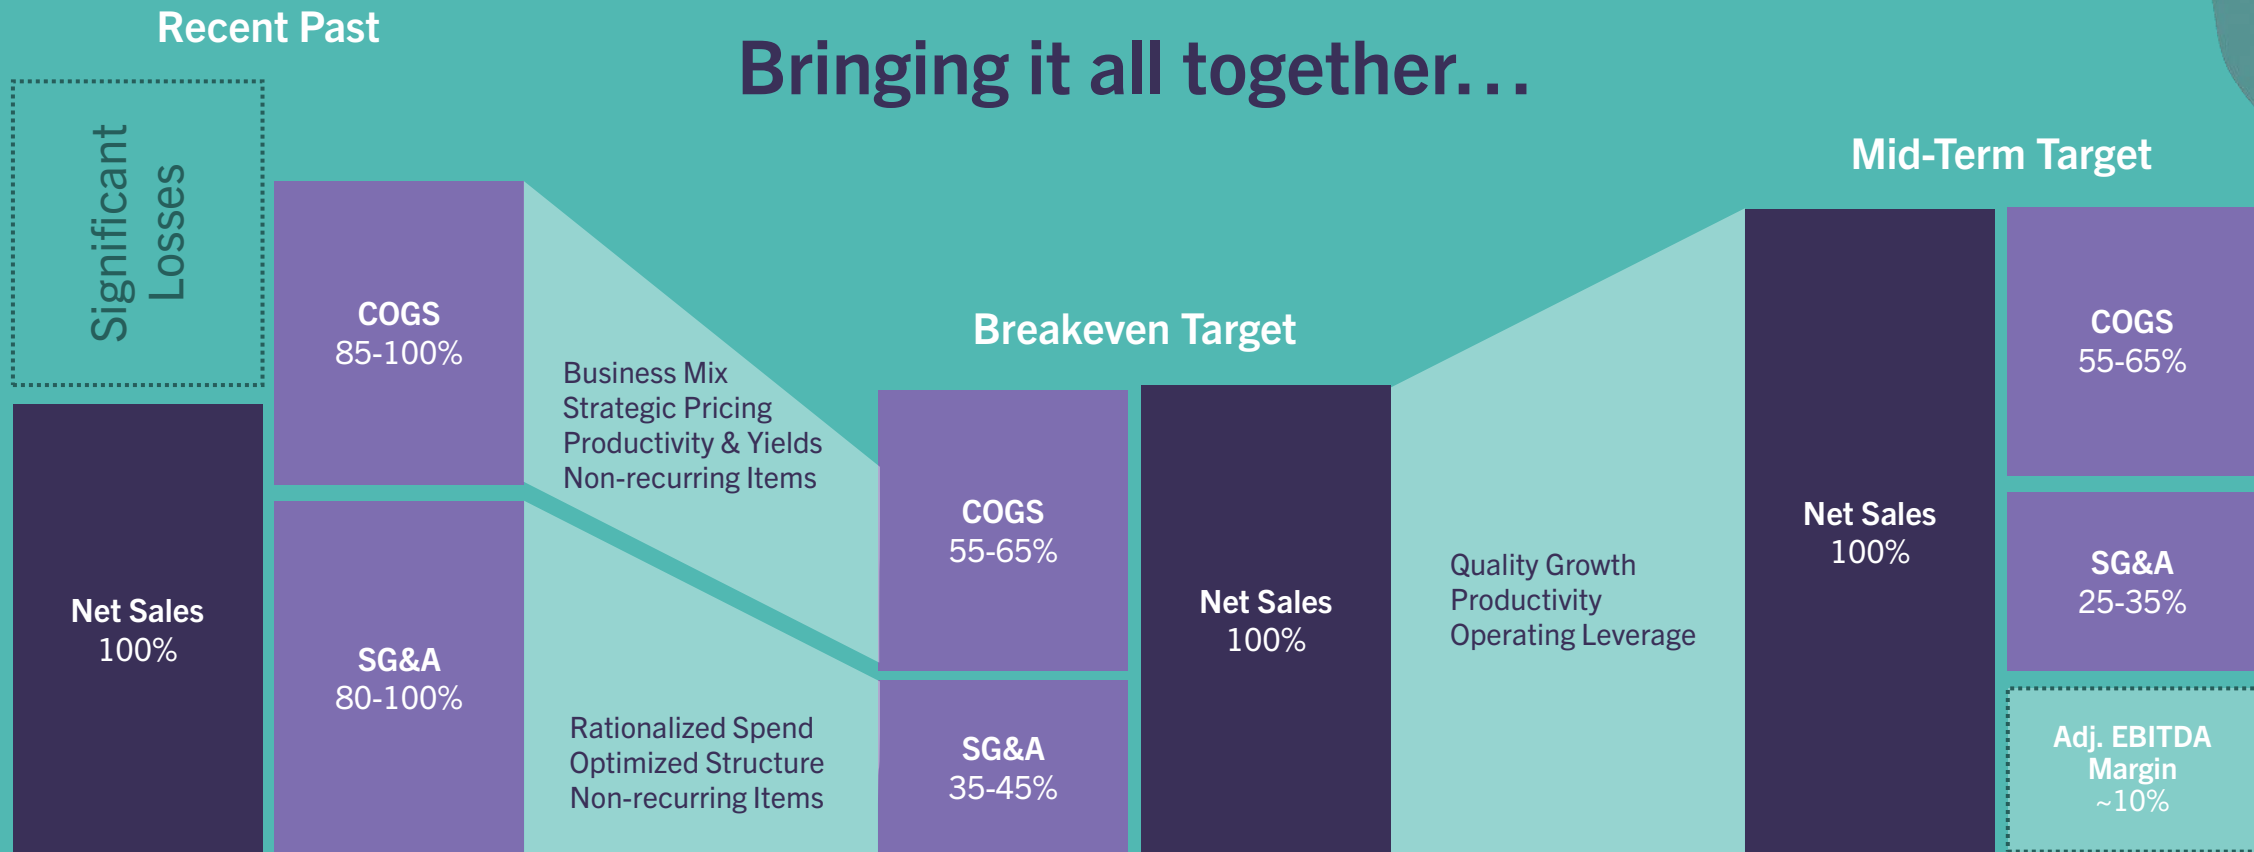 Recent Past
Bringing it all together…
Significant
Losses
Net Sales
100%
COGS
85-100%
SG&A
80-100%
Business Mix
Strategic Pricing
Productivity & Yields
Non-recurring Items
Rationalized Spend
Optimized Structure
Non-recurring Items
Breakeven Target
COGS
55-65%
SG&A
35-45%
Net Sales
100%
Quality Growth
Productivity
Operating Leverage
Mid-Term Target
Net Sales
100%
COGS
55-65%
SG&A
25-35%
Adj. EBITDA
Margin
~10%